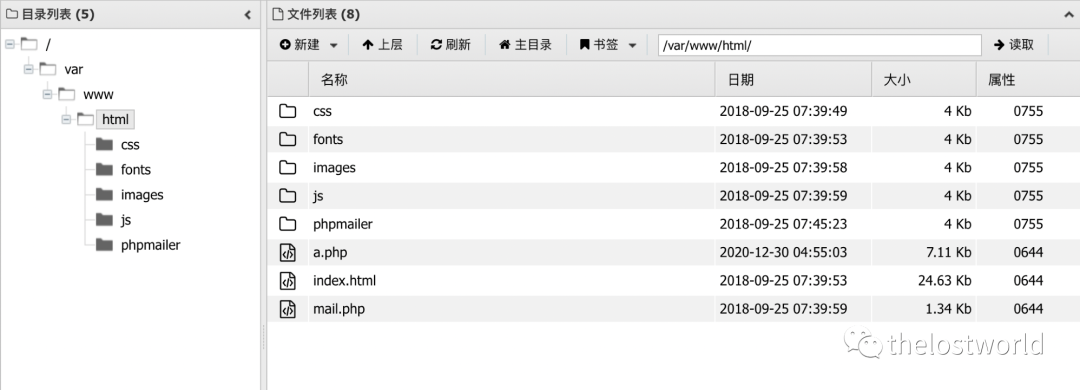 目录列表 (5)
/
var
www
html
css
fonts
images
js
phpmailer
文件列表 (8)
新建 上层 刷新 主目录 书签 /var/www/html/ 读取
名称 日期 大小 属性
css 2018-09-25 07:39:49 4 Kb 0755
fonts 2018-09-25 07:39:53 4 Kb 0755
images 2018-09-25 07:39:58 4 Kb 0755
js 2018-09-25 07:39:59 4 Kb 0755
phpmailer 2018-09-25 07:45:23 4 Kb 0755
a.php 2020-12-30 04:55:03 7.11 Kb 0644
index.html 2018-09-25 07:39:53 24.63 Kb 0644
mail.php 2018-09-25 07:39:59 1.34 Kb 0644
thelostworld